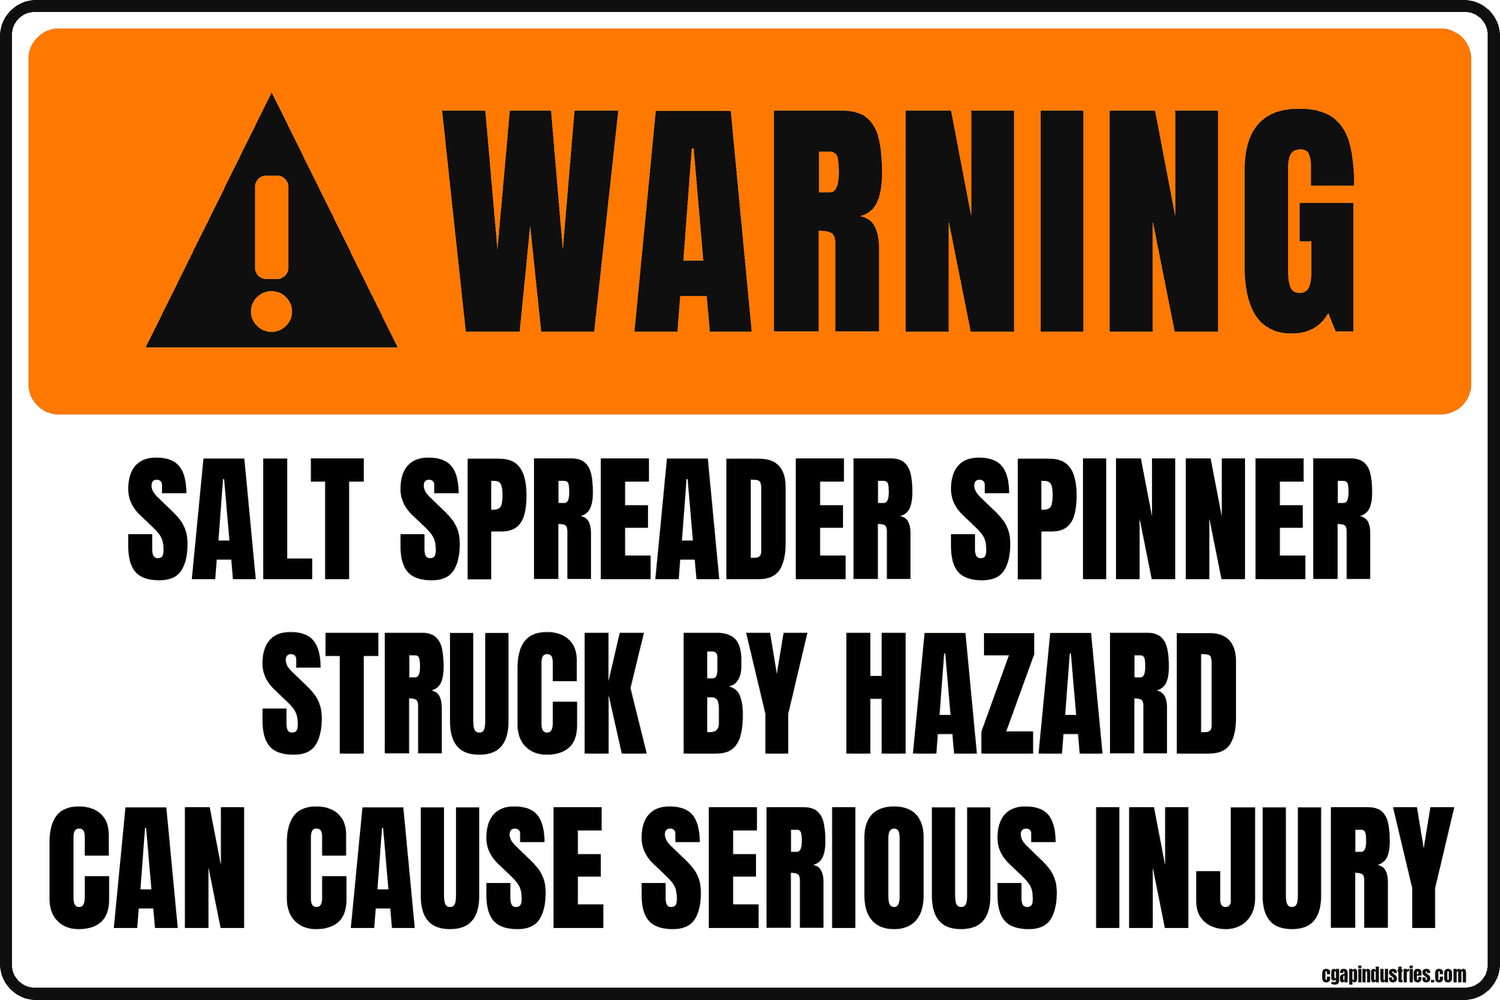 WARNING
SALT SPREADER SPINNER
STRUCK BY HAZARD
CAN CAUSE SERIOUS INJURY
cgapindustries.com